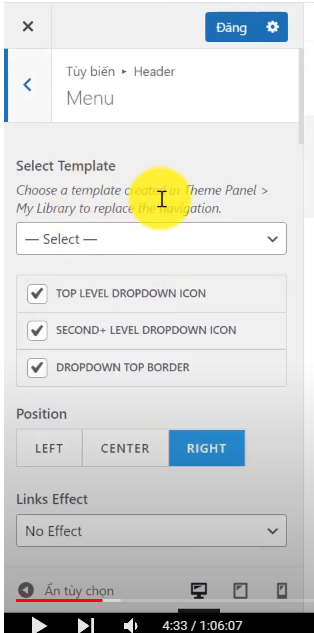 Đăng
Tùy biến ▸ Header
Menu
Select Template
Choose a template created in Theme Panel >
My Library to replace the navigation.
— Select —
TOP LEVEL DROPDOWN ICON
SECOND+ LEVEL DROPDOWN ICON
DROPDOWN TOP BORDER
Position
LEFT CENTER RIGHT
Links Effect
No Effect
Ẩn tùy chọn
4:33 / 1:06:07